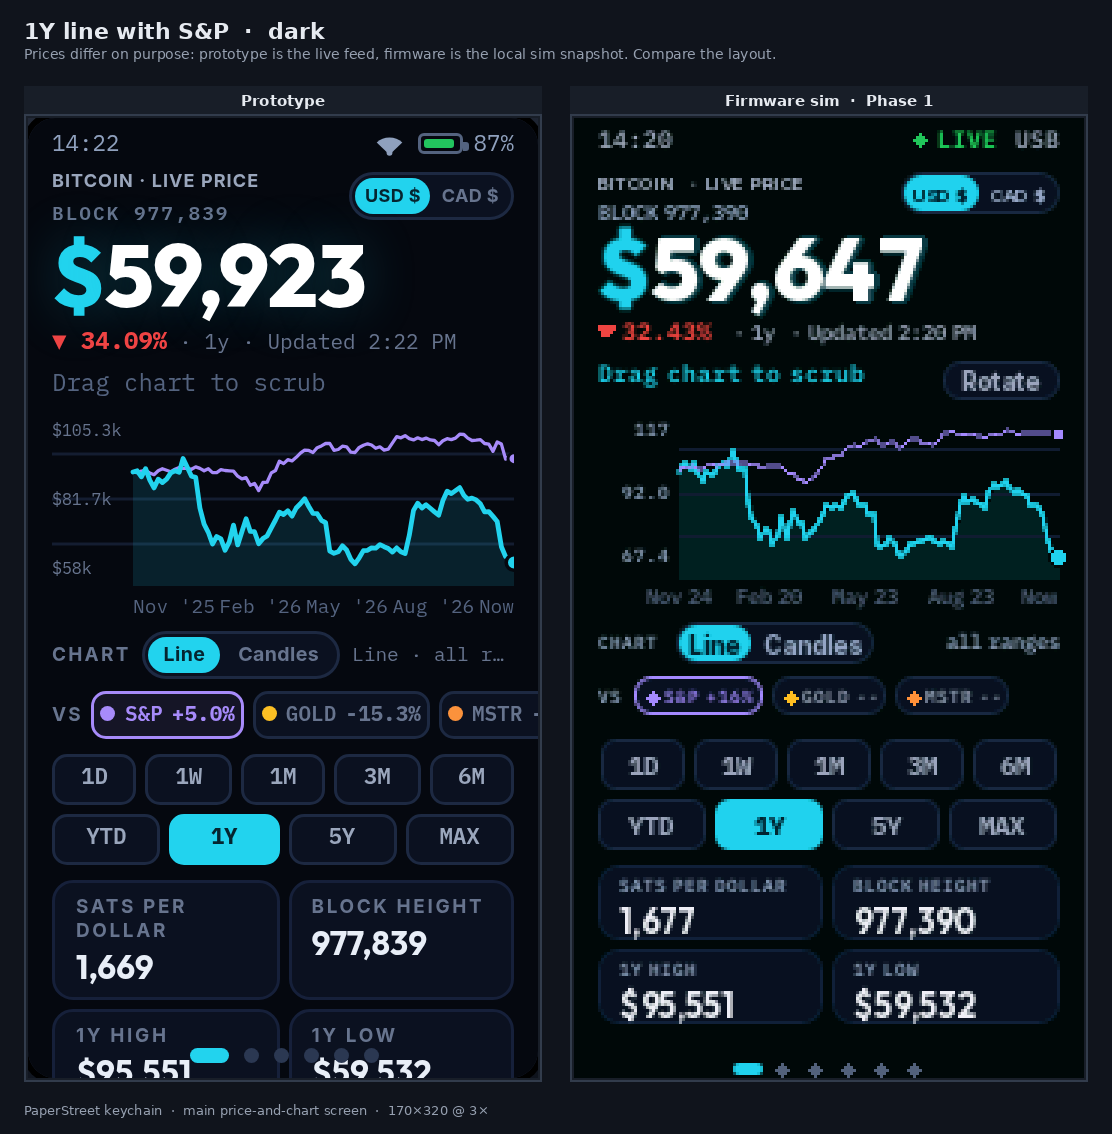 1Y line with S&P · dark
Prices differ on purpose: prototype is the live feed, firmware is the local sim snapshot. Compare the layout.
Prototype
14:22
87%
BITCOIN · LIVE PRICE
BLOCK 977,839
USD $ CAD $
$59,923
▼ 34.09% · 1y · Updated 2:22 PM
Drag chart to scrub
$105.3k
$81.7k
$58k
Nov '25 Feb '26 May '26 Aug '26 Now
CHART Line Candles Line · all r…
VS S&P +5.0% GOLD -15.3% MSTR -
1D 1W 1M 3M 6M
YTD 1Y 5Y MAX
SATS PER DOLLAR
1,669
BLOCK HEIGHT
977,839
1Y HIGH
$95,551
1Y LOW
$59,532
Firmware sim · Phase 1
14:20
LIVE USB
BITCOIN · LIVE PRICE
BLOCK 977,390
USD $ CAD $
$59,647
▼ 32.43% · 1y · Updated 2:20 PM
Drag chart to scrub
Rotate
117
92.0
67.4
Nov 24 Feb 20 May 23 Aug 23 Now
CHART Line Candles all ranges
VS S&P +16% GOLD -- MSTR --
1D 1W 1M 3M 6M
YTD 1Y 5Y MAX
SATS PER DOLLAR
1,677
BLOCK HEIGHT
977,390
1Y HIGH
$95,551
1Y LOW
$59,532
PaperStreet keychain · main price-and-chart screen · 170×320 @ 3×